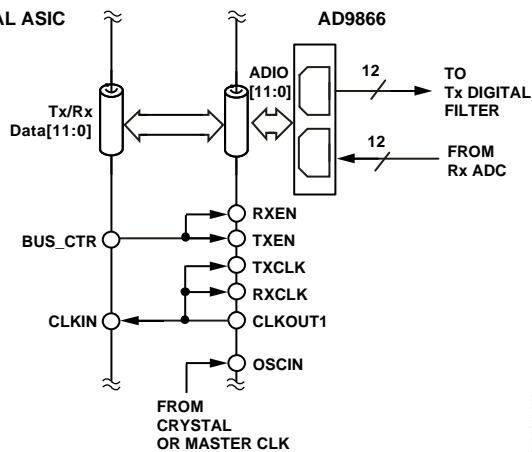 AL ASIC
AD9866
ADIO
[11:0]
Tx/Rx
Data[11:0]
12
TO
Tx DIGITAL
FILTER
12
FROM
Rx ADC
RXEN
BUS_CTR
TXEN
TXCLK
RXCLK
CLKIN
CLKOUT1
OSCIN
FROM
CRYSTAL
OR MASTER CLK